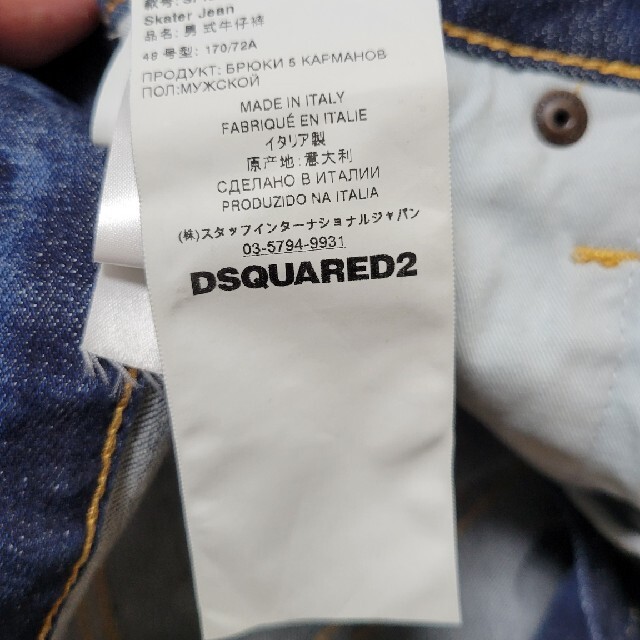 Skater Jean
品名: 男 式牛仔裤
48 号型: 170/72A
ПРОДУКТ: БРЮКИ 5 КАРМАНОВ
ПОЛ:МУЖСКОЙ
MADE IN ITALY
FABRIQUÉ EN ITALIE
イタリア製
原产地:意大利
СДЕЛАНО В ИТАЛИИ
PRODUZIDO NA ITALIA
(株)スタッフインターナショナルジャパン
03-5794-9931
DSQUARED2